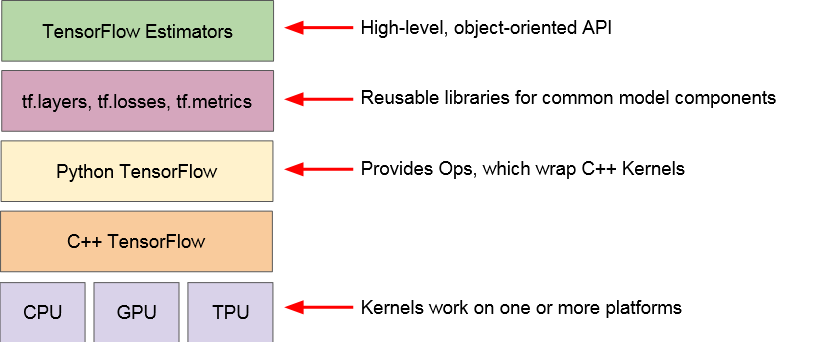 TensorFlow Estimators
High-level, object-oriented API
tf.layers, tf.losses, tf.metrics
Reusable libraries for common model components
Python TensorFlow
Provides Ops, which wrap C++ Kernels
C++ TensorFlow
CPU
GPU
TPU
Kernels work on one or more platforms